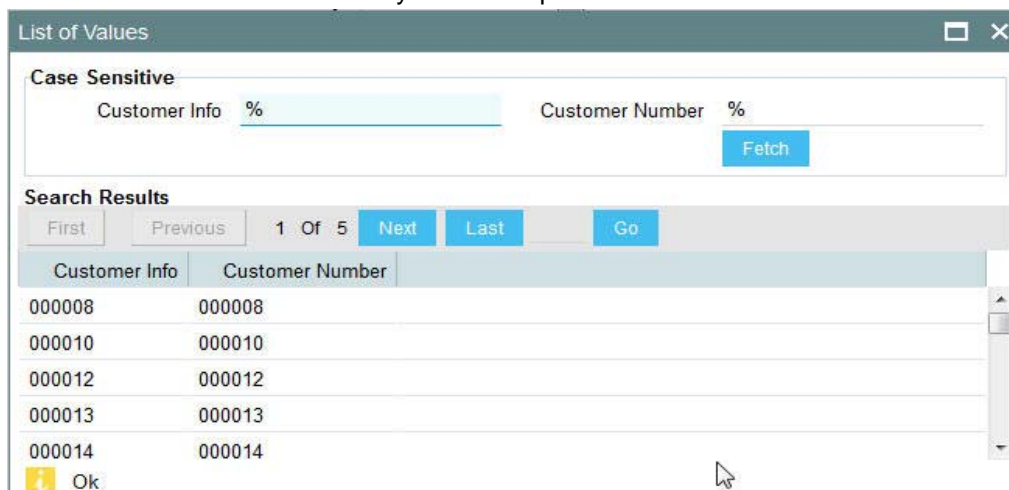 List of Values
Case Sensitive
Customer Info % Customer Number %
Fetch
Search Results
First Previous 1 Of 5 Next Last Go
Customer Info Customer Number
000008 000008
000010 000010
000012 000012
000013 000013
000014 000014
Ok